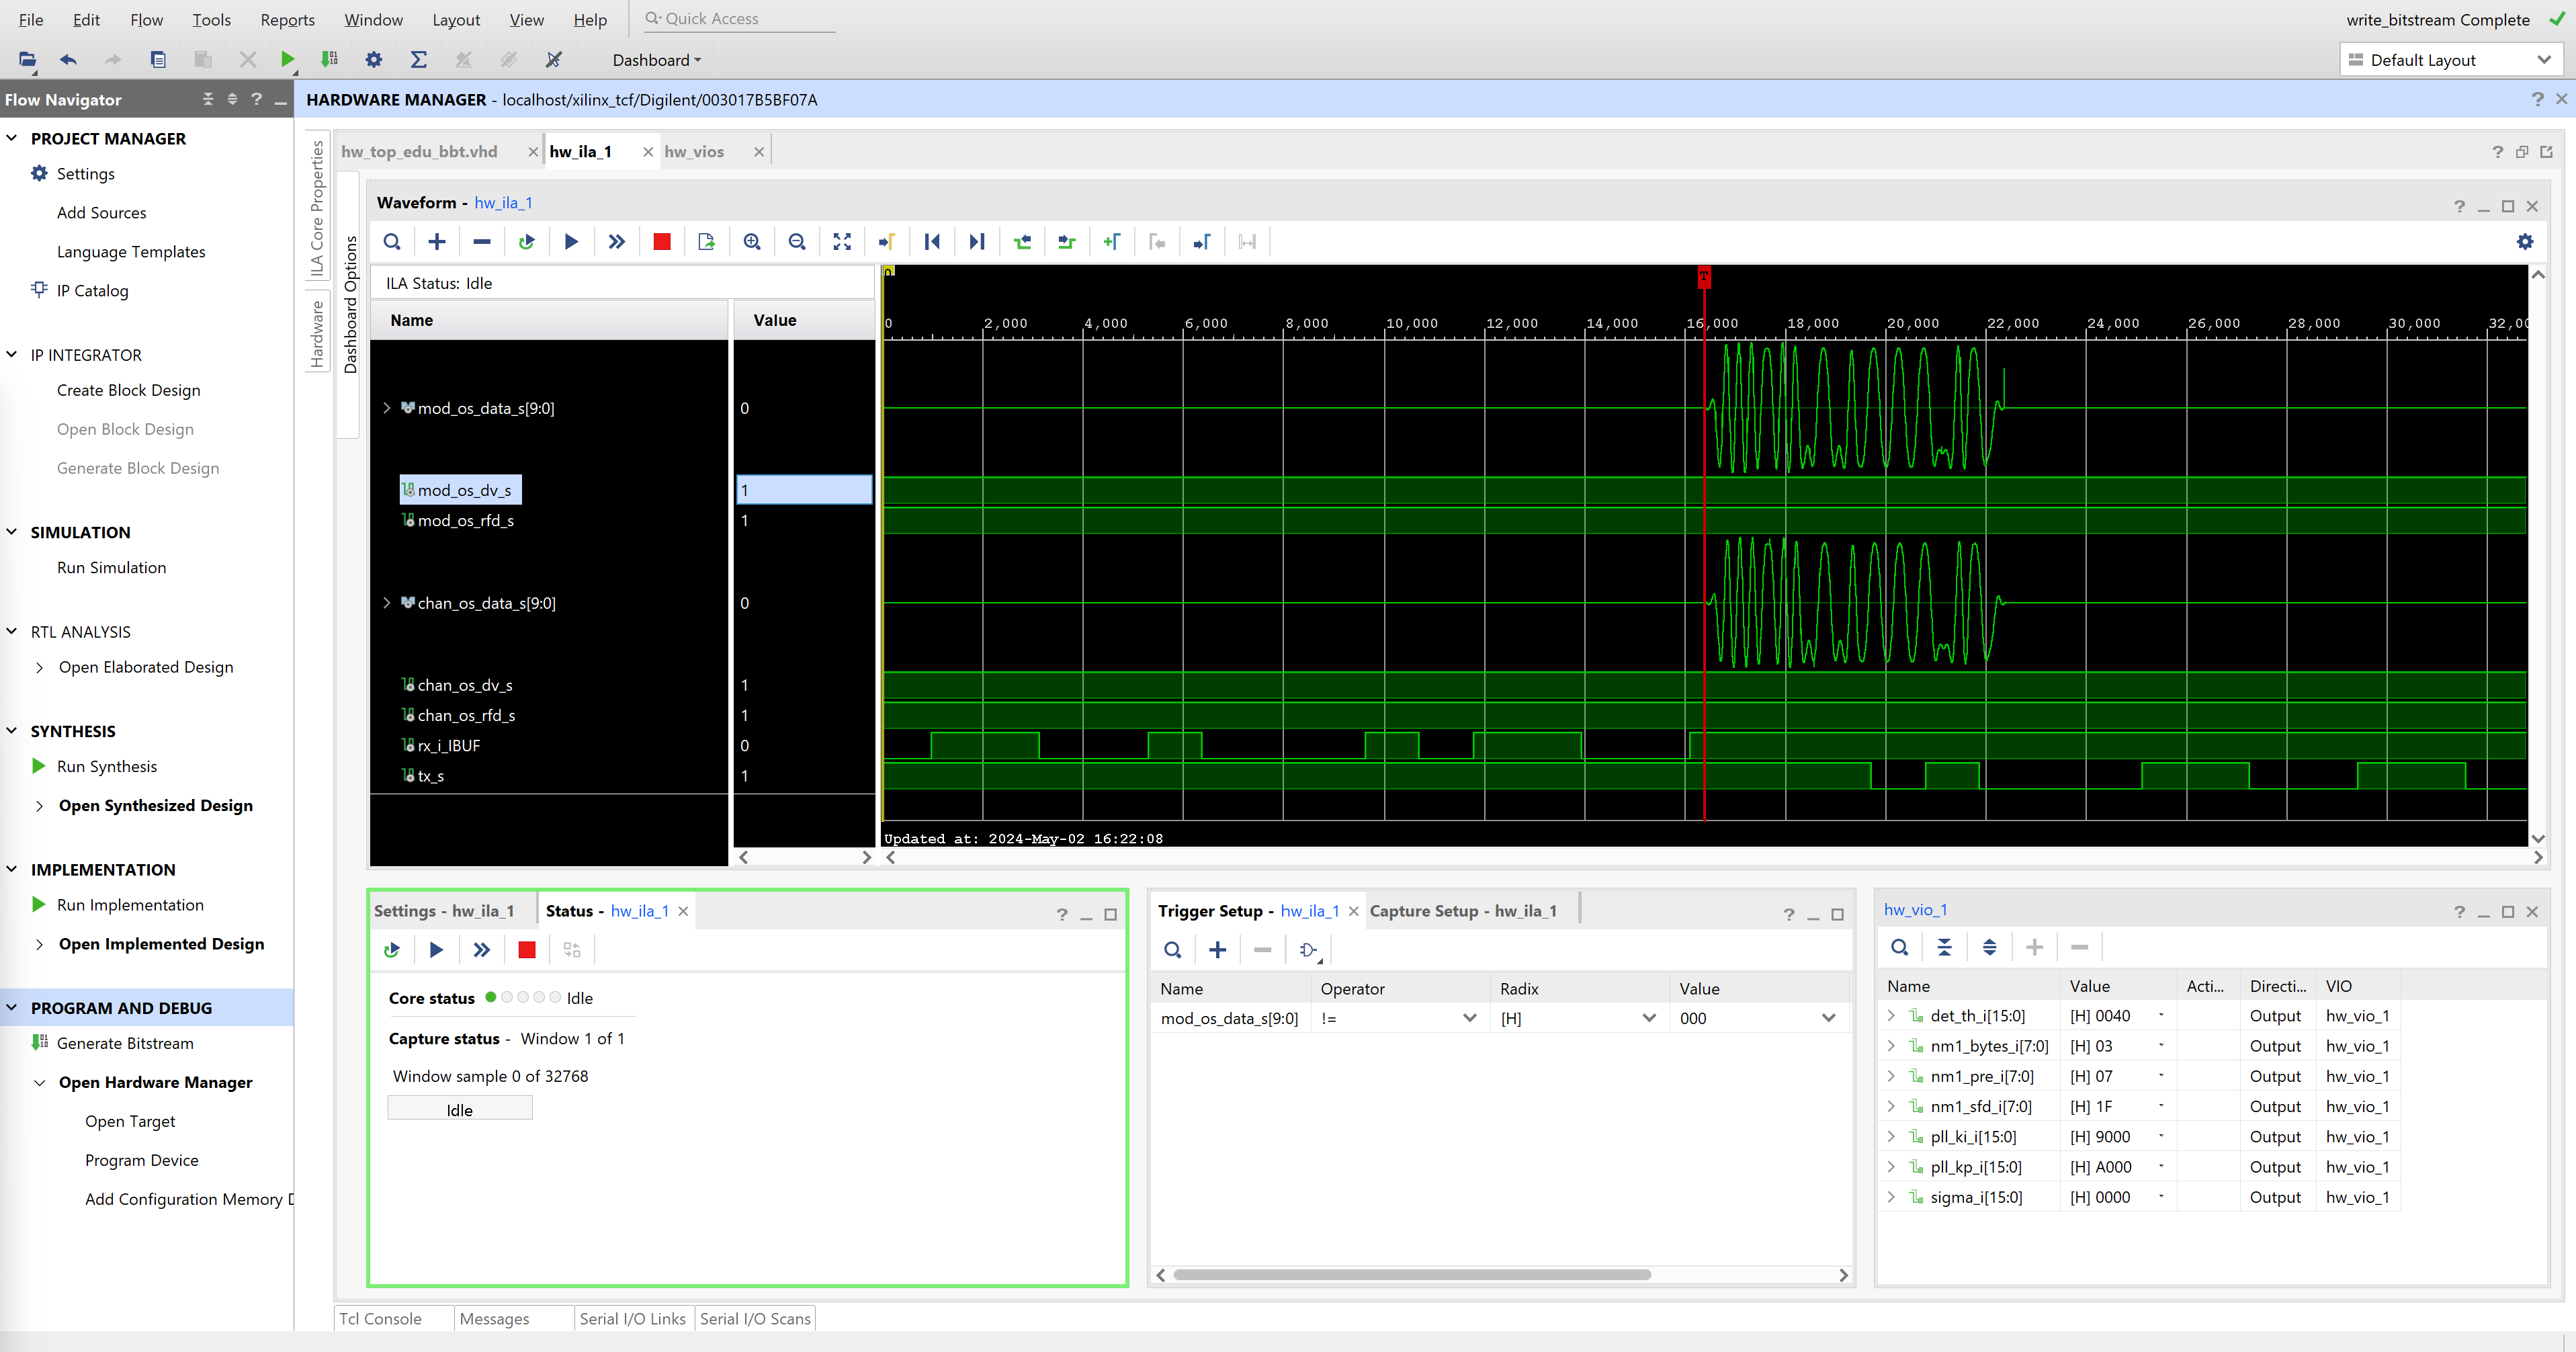 File Edit Flow Tools Reports Window Layout View Help Quick Access write_bitstream Complete
Dashboard Default Layout
Flow Navigator
HARDWARE MANAGER - localhost/xilinx_tcf/Digilent/003017B5BF07A
PROJECT MANAGER
Settings
Add Sources
Language Templates
IP Catalog
IP INTEGRATOR
Create Block Design
Open Block Design
Generate Block Design
SIMULATION
Run Simulation
RTL ANALYSIS
Open Elaborated Design
SYNTHESIS
Run Synthesis
Open Synthesized Design
IMPLEMENTATION
Run Implementation
Open Implemented Design
PROGRAM AND DEBUG
Generate Bitstream
Open Hardware Manager
Open Target
Program Device
Add Configuration Memory D
ILA Core Properties
Hardware
Dashboard Options
hw_top_edu_bbt.vhd hw_ila_1 hw_vios
Waveform - hw_ila_1
ILA Status: Idle
Name Value
0 2,000 4,000 6,000 8,000 10,000 12,000 14,000 16,000 18,000 20,000 22,000 24,000 26,000 28,000 30,000 32,00
0
T
mod_os_data_s[9:0] 0
mod_os_dv_s 1
mod_os_rfd_s 1
chan_os_data_s[9:0] 0
chan_os_dv_s 1
chan_os_rfd_s 1
rx_i_IBUF 0
tx_s 1
Updated at: 2024-May-02 16:22:08
Settings - hw_ila_1 Status - hw_ila_1
Core status Idle
Capture status - Window 1 of 1
Window sample 0 of 32768
Idle
Trigger Setup - hw_ila_1 Capture Setup - hw_ila_1
Name Operator Radix Value
mod_os_data_s[9:0] != [H] 000
hw_vio_1
Name Value Acti... Directi... VIO
det_th_i[15:0] [H] 0040 Output hw_vio_1
nm1_bytes_i[7:0] [H] 03 Output hw_vio_1
nm1_pre_i[7:0] [H] 07 Output hw_vio_1
nm1_sfd_i[7:0] [H] 1F Output hw_vio_1
pll_ki_i[15:0] [H] 9000 Output hw_vio_1
pll_kp_i[15:0] [H] A000 Output hw_vio_1
sigma_i[15:0] [H] 0000 Output hw_vio_1
Tcl Console Messages Serial I/O Links Serial I/O Scans